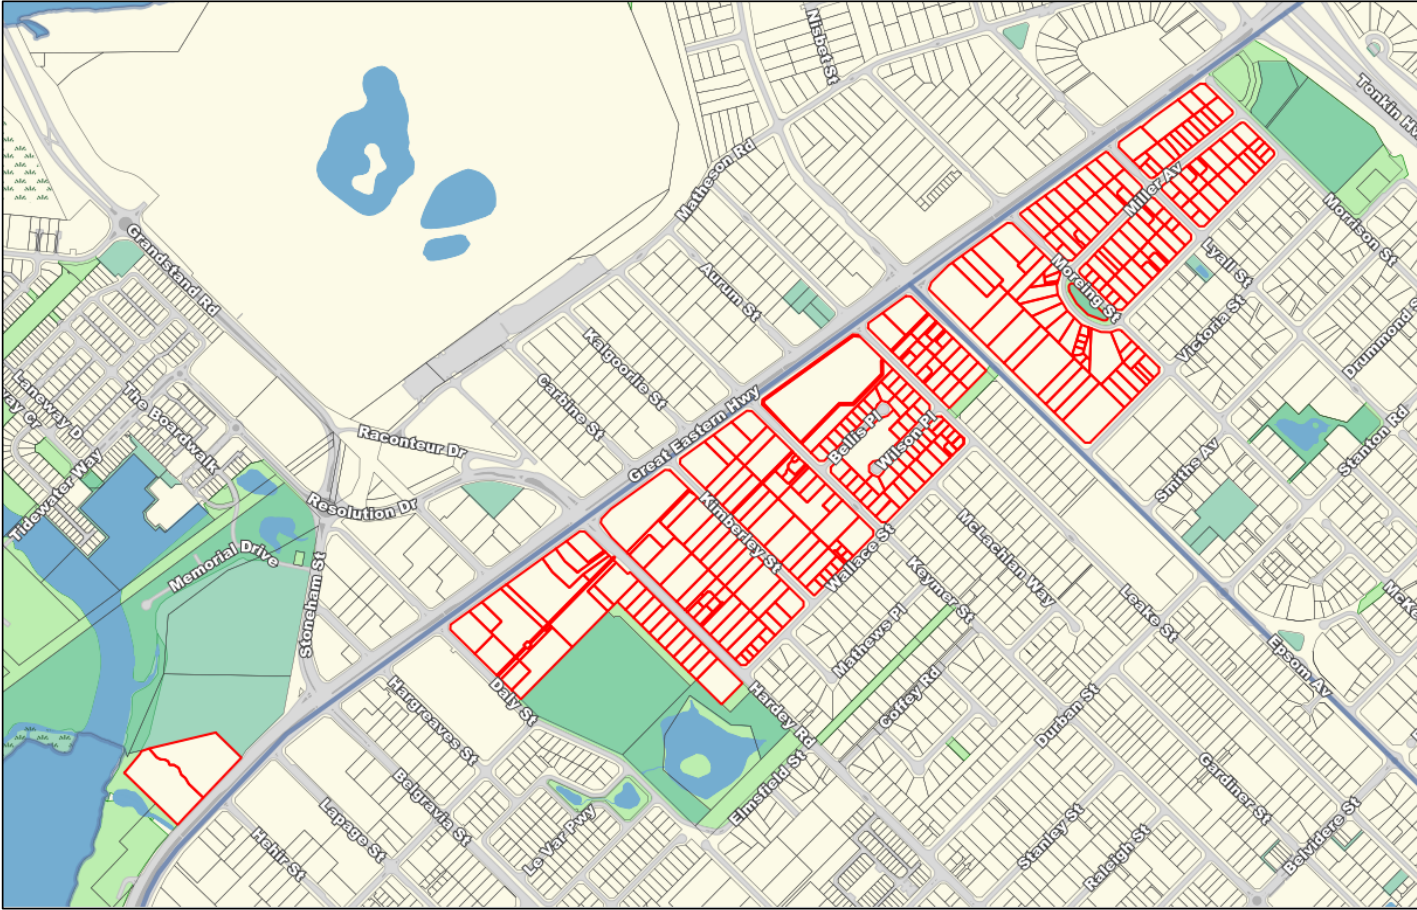 Nisbet St
Tonkin Hw
Matheson Rd
Miller Av
Morrison St
Grandstand Rd
Lyall St
Moreing St
Aurum St
Victoria St
Drummond S
Kalgoorlie St
Laneway D
ay Cr
The Boardwalk
Carbine St
Great Eastern Hwy
Bellis Pl
Wilson Pl
Raconteur Dr
Smiths Av
Stanton Rd
Tidewater Way
Resolution Dr
Kimberley St
McLachlan Way
Memorial Drive
Stoneham St
Wallace St
Keymer St
Leake St
McKe
Mathews Pl
Epsom Av
Daly St
Hargreaves St
Hardey Rd
Coffey Rd
Durban St
Belgravia St
Elmsfield St
Gardiner St
Hehir St
Lapage St
Le Var Pwy
Stanley St
Raleigh St
Belvidere St